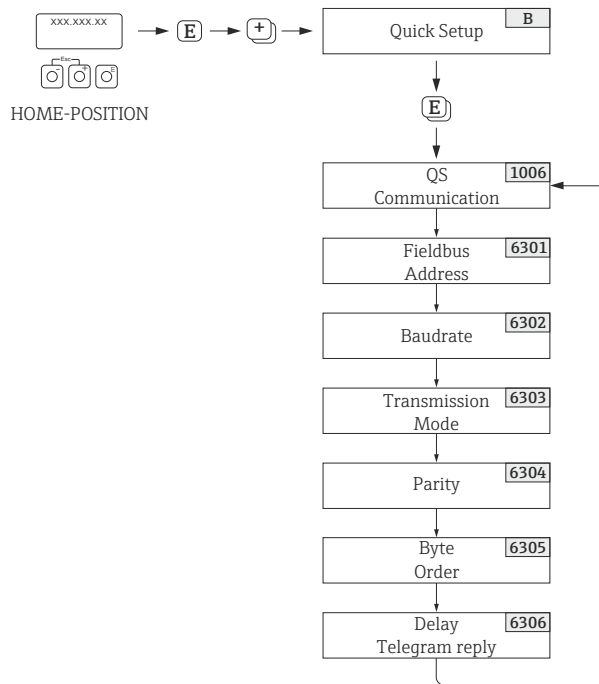 xxx.xxx.xx
Esc
- + E
HOME-POSITION
E
+
Quick Setup
B
E
QS
Communication
1006
Fieldbus
Address
6301
Baudrate
6302
Transmission
Mode
6303
Parity
6304
Byte
Order
6305
Delay
Telegram reply
6306